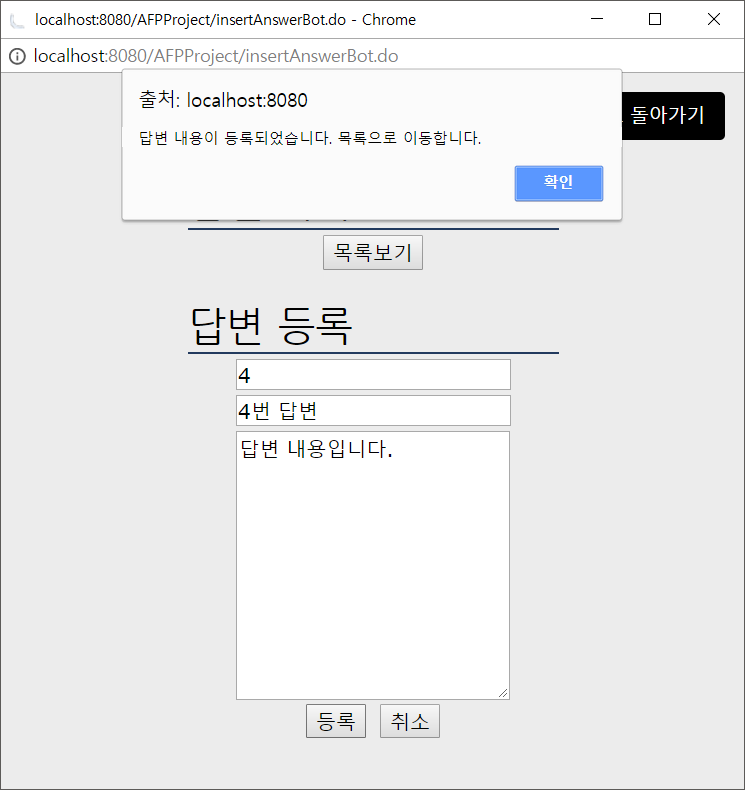 localhost:8080/AFPProject/insertAnswerBot.do - Chrome
localhost:8080/AFPProject/insertAnswerBot.do
출처: localhost:8080
돌아가기
답변 내용이 등록되었습니다. 목록으로 이동합니다.
확인
목록보기
답변 등록
4
4번 답변
답변 내용입니다.
등록 취소